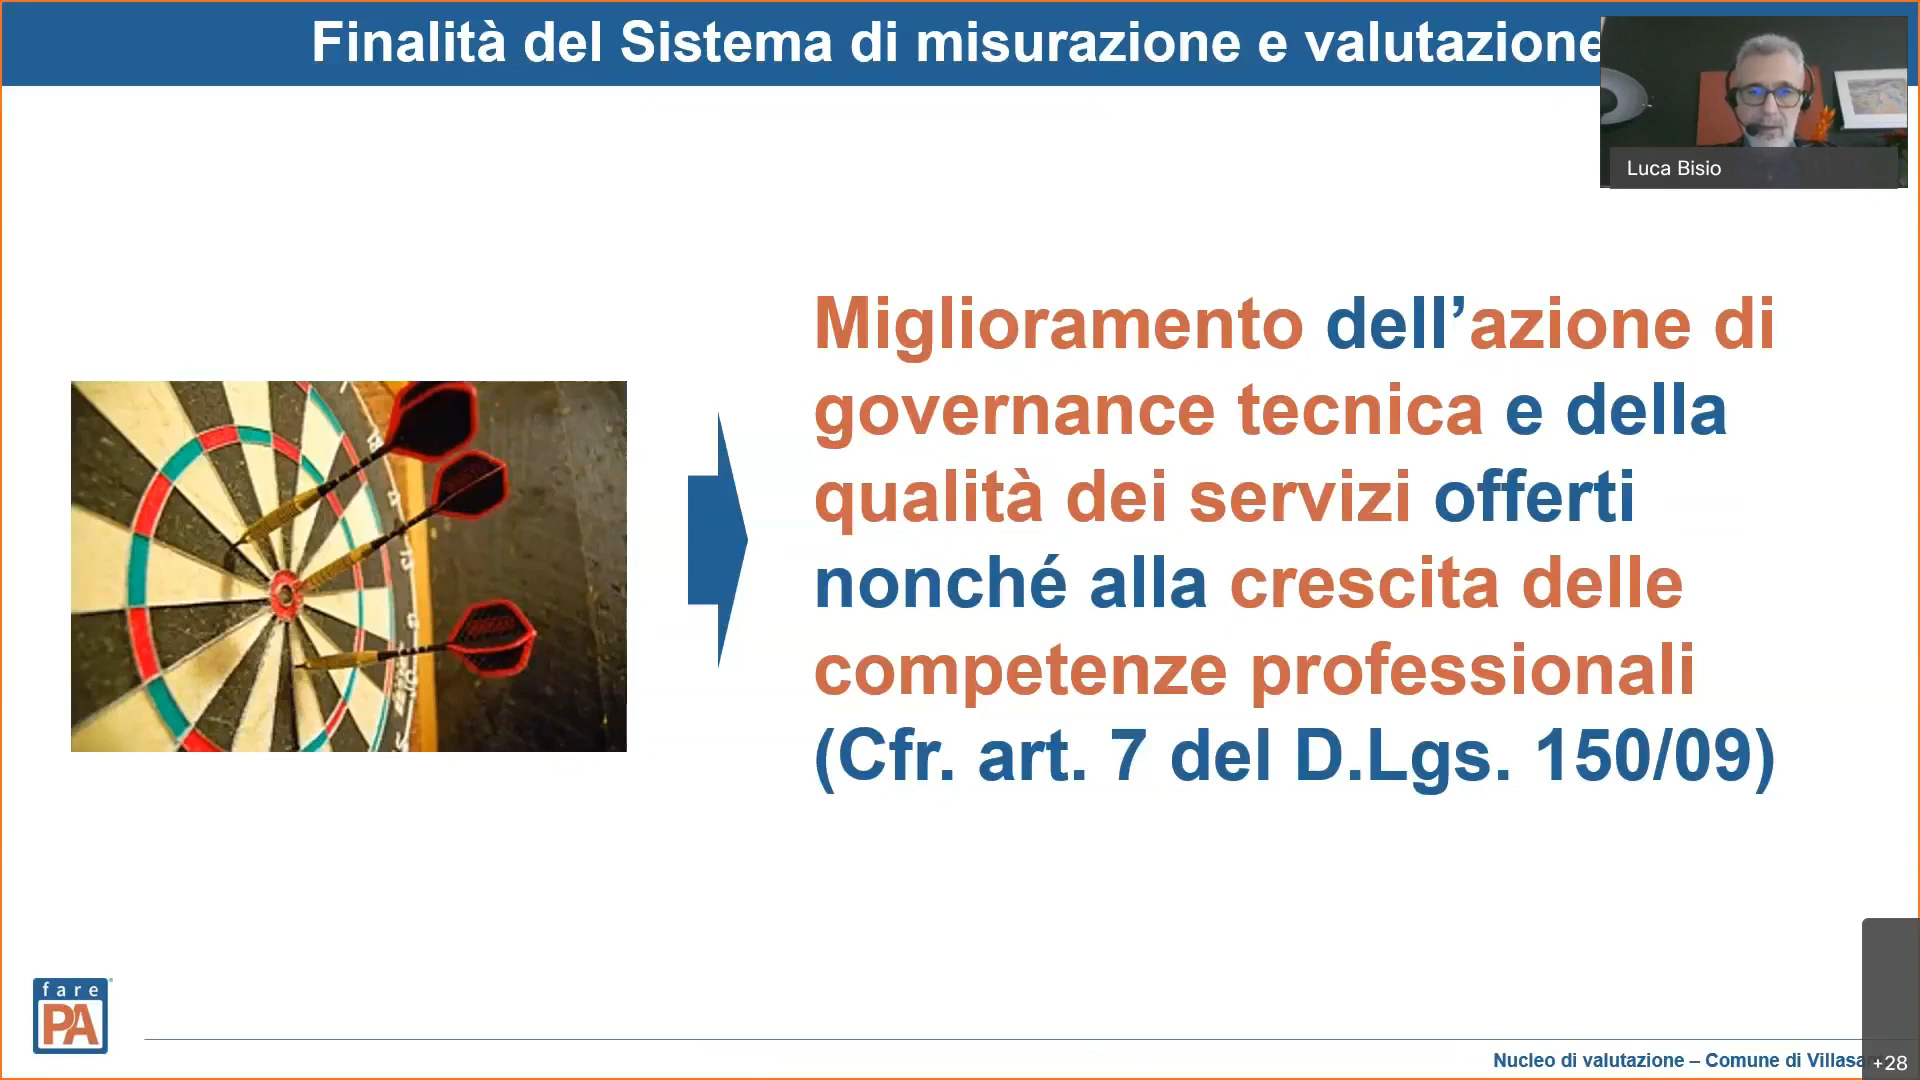 Finalità del Sistema di misurazione e valutazione
Luca Bisio
Miglioramento dell’azione di
governance tecnica e della
qualità dei servizi offerti
nonché alla crescita delle
competenze professionali
(Cfr. art. 7 del D.Lgs. 150/09)
fare
PA
Nucleo di valutazione – Comune di
+28